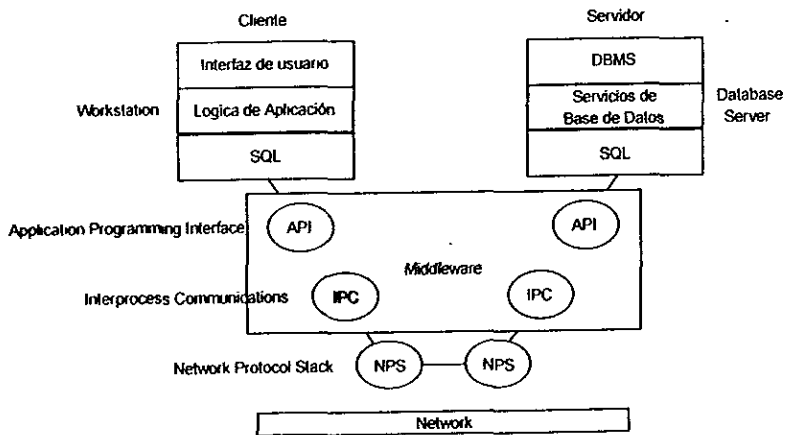 Cliente
Servidor
Interfaz de usuario
DBMS
Workstation
Logica de Aplicación
Servicios de
Base de Datos
Database
Server
SQL
SQL
Application Programming Interface
API
API
Middleware
Interprocess Communications
IPC
IPC
Network Protocol Stack
NPS
NPS
Network